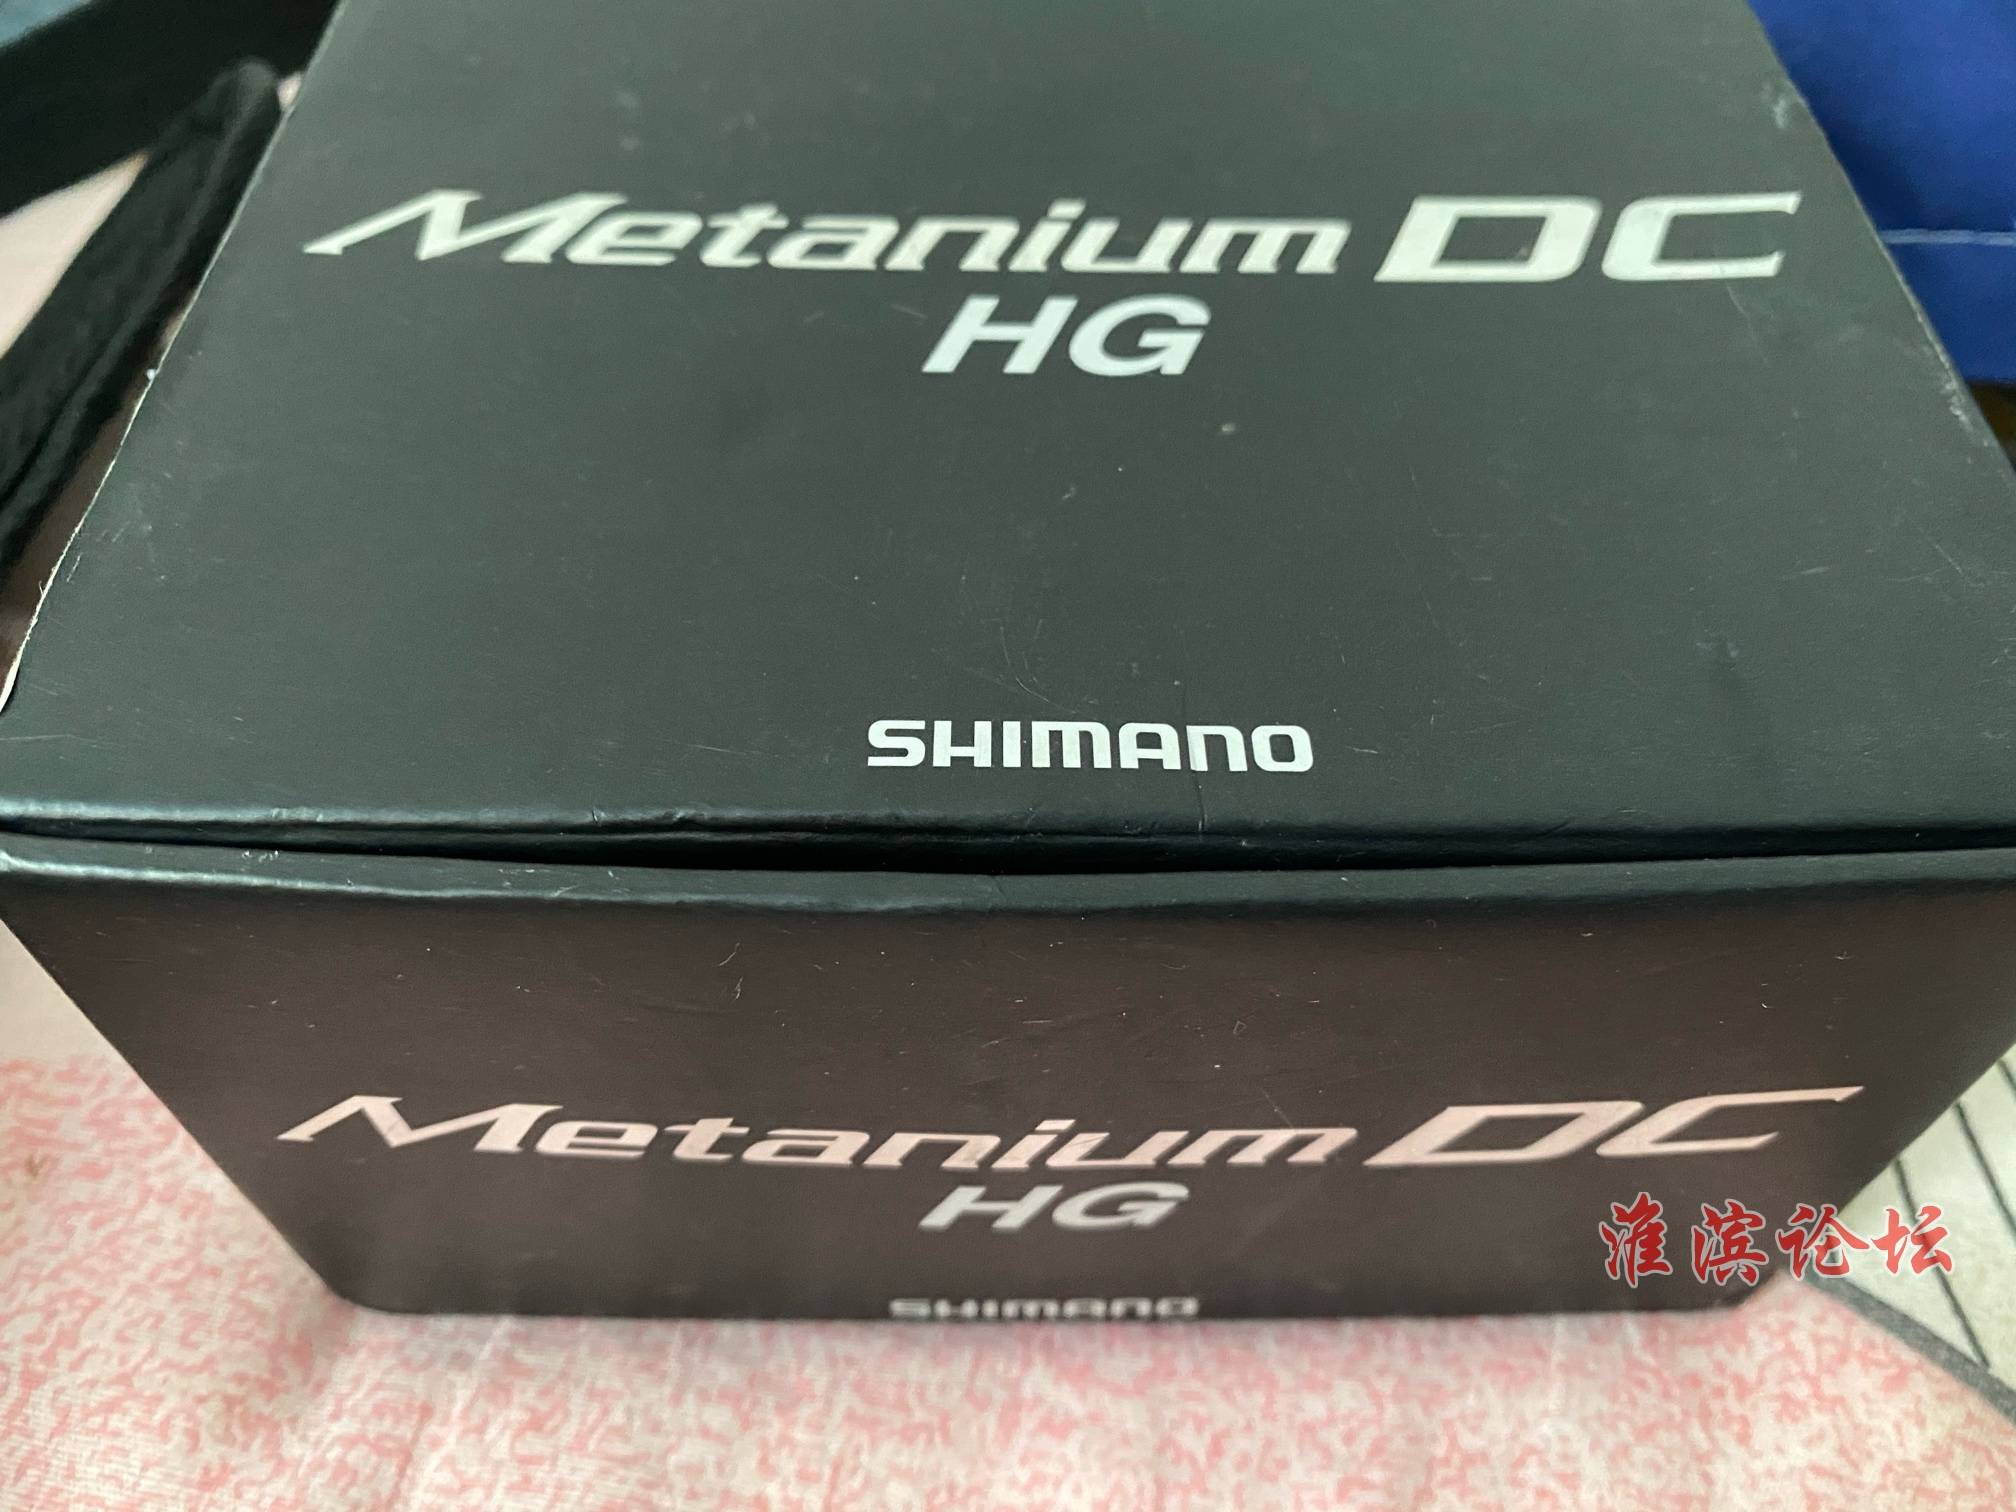 Metanium DC
HG
SHIMANO
Metanium DC
HG
SHIMANO
淮滨论坛